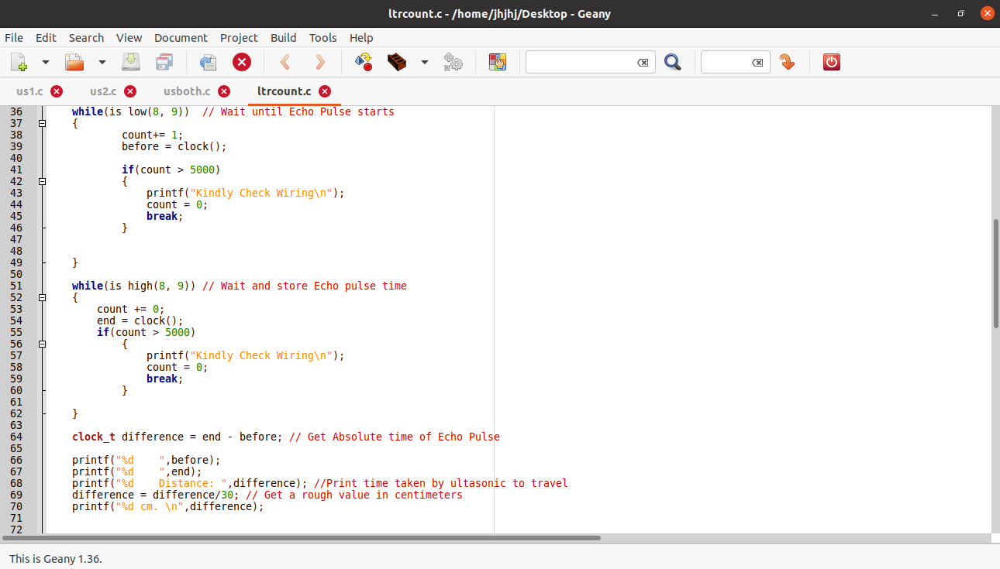 ltrcount.c - /home/jhjhj/Desktop - Geany
File Edit Search View Document Project Build Tools Help
us1.c us2.c usboth.c ltrcount.c
36 while(is low(8, 9))  // Wait until Echo Pulse starts
37 {
38 count+= 1;
39 before = clock();
40
41 if(count > 5000)
42 {
43 printf("Kindly Check Wiring\n");
44 count = 0;
45 break;
46 }
47
48
49 }
50
51 while(is high(8, 9)) // Wait and store Echo pulse time
52 {
53 count += 0;
54 end = clock();
55 if(count > 5000)
56 {
57 printf("Kindly Check Wiring\n");
58 count = 0;
59 break;
60 }
61
62 }
63
64 clock_t difference = end - before; // Get Absolute time of Echo Pulse
65
66 printf("%d    ",before);
67 printf("%d    ",end);
68 printf("%d    Distance: ",difference); //Print time taken by ultasonic to travel
69 difference = difference/30; // Get a rough value in centimeters
70 printf("%d cm. \n",difference);
71
72
This is Geany 1.36.